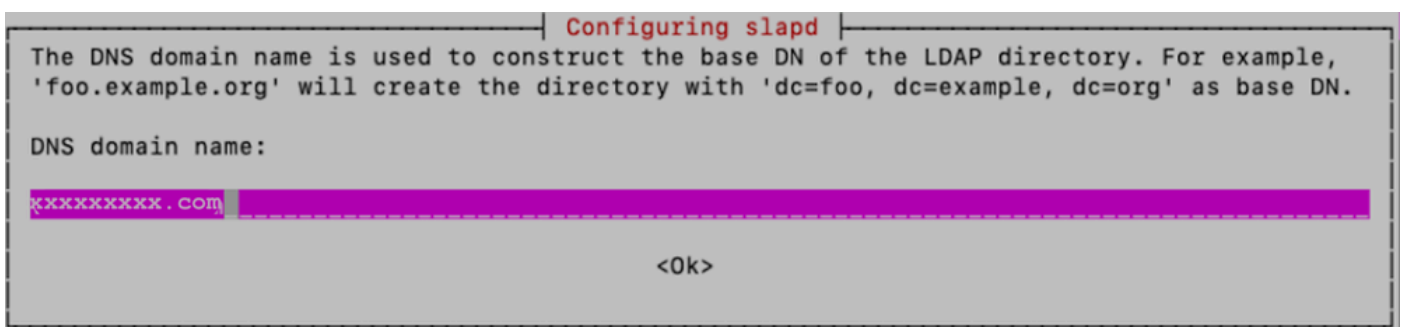 Configuring slapd
The DNS domain name is used to construct the base DN of the LDAP directory. For example,
'foo.example.org' will create the directory with 'dc=foo, dc=example, dc=org' as base DN.
DNS domain name:
xxxxxxxxxx.com
<Ok>